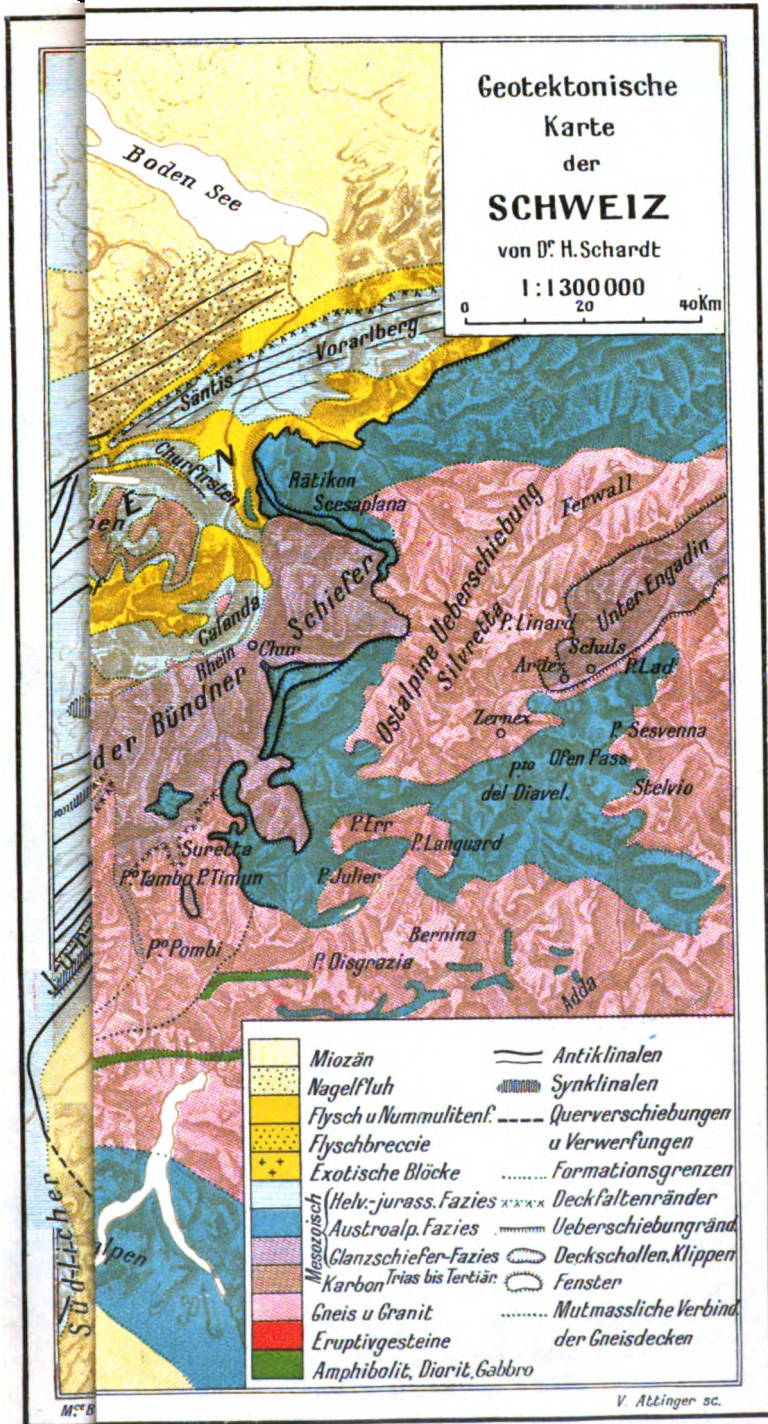 Geotektonische
Karte
der
SCHWEIZ
von Dr. H. Schardt
1:1300000
0 20 40Km
Boden See
Vorarlberg
Säntis
N
Churfirsten
E
Rätikon
Scesaplana
Ferwall
Ostalpine Ueberschiebung
Silvretta
Unter Engadin
Calanda
Schiefer
P. Linard
Rhein
Chur
Schuls
Ardez
P. Lad
der Bündner
Zernez
P. Sesvenna
Ofen Pass
pzo
del Diavel.
Stelvio
P. Err
P. Languard
Suretta
Po. Tambo P. Timun
P. Julier
Bernina
Po. Pombi
P. Disgrazia
Adda
Südlicher
alpen
Miozän
Nagelfluh
Flysch u Nummulitenf.
Flyschbreccie
Exotische Blöcke
Mesozoisch
Helv.-jurass. Fazies
Austroalp. Fazies
Glanzschiefer-Fazies
Karbon Trias bis Tertiär
Gneis u Granit
Eruptivgesteine
Amphibolit, Diorit, Gabbro
Antiklinalen
Synklinalen
Querverschiebungen
u Verwerfungen
Formationsgrenzen
Deckfaltenränder
Ueberschiebungränd.
Deckschollen, Klippen
Fenster
Mutmassliche Verbind.
der Gneisdecken
Mce B
V. Attinger sc.